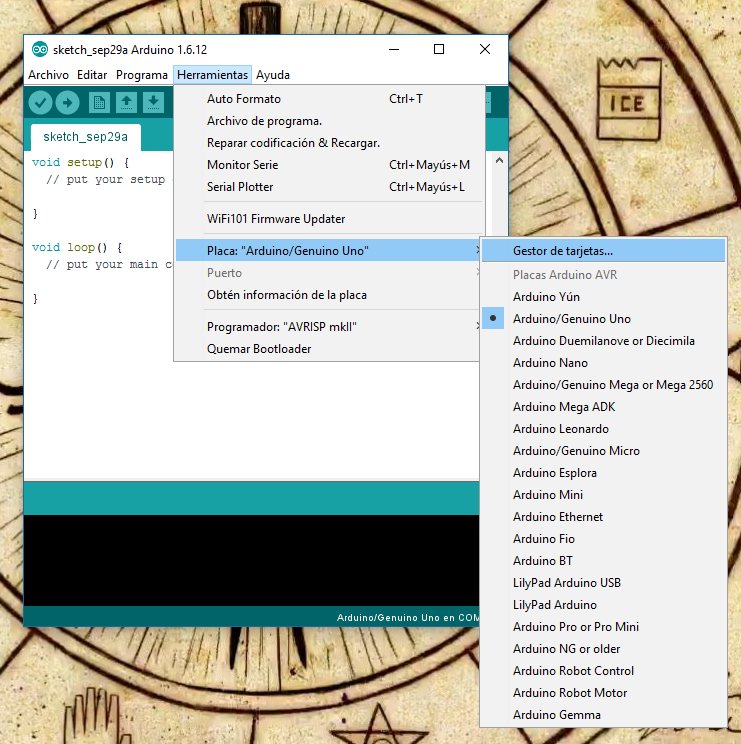 sketch_sep29a Arduino 1.6.12
Archivo Editar Programa Herramientas Ayuda
sketch_sep29a
void setup() {
// put your setup
}
void loop() {
// put your main
}
Auto Formato Ctrl+T
Archivo de programa.
Reparar codificación & Recargar.
Monitor Serie Ctrl+Mayús+M
Serial Plotter Ctrl+Mayús+L
WiFi101 Firmware Updater
Placa: "Arduino/Genuino Uno"
Puerto
Obtén información de la placa
Programador: "AVRISP mkII"
Quemar Bootloader
Gestor de tarjetas...
Placas Arduino AVR
Arduino Yún
Arduino/Genuino Uno
Arduino Duemilanove or Diecimila
Arduino Nano
Arduino/Genuino Mega or Mega 2560
Arduino Mega ADK
Arduino Leonardo
Arduino/Genuino Micro
Arduino Esplora
Arduino Mini
Arduino Ethernet
Arduino Fio
Arduino BT
LilyPad Arduino USB
LilyPad Arduino
Arduino Pro or Pro Mini
Arduino NG or older
Arduino Robot Control
Arduino Robot Motor
Arduino Gemma
Arduino/Genuino Uno en COM
ICE